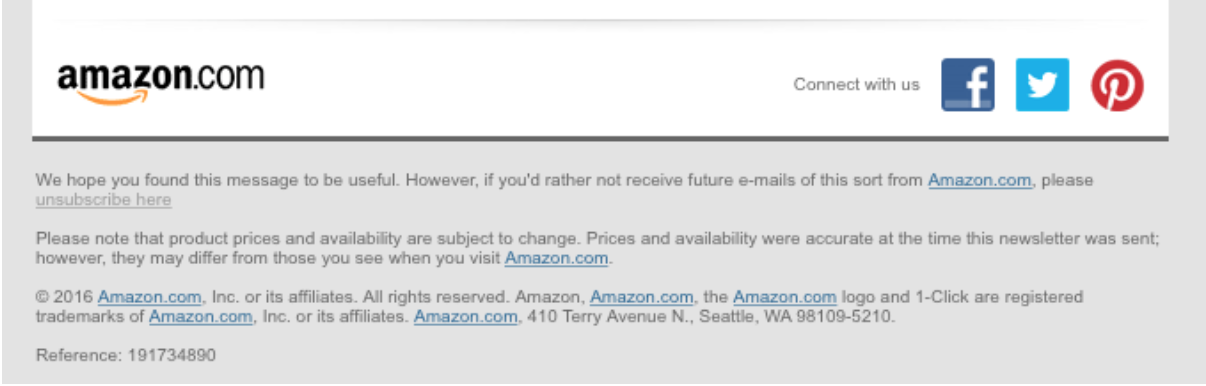 amazon.com
Connect with us
We hope you found this message to be useful. However, if you'd rather not receive future e-mails of this sort from Amazon.com, please
unsubscribe here
Please note that product prices and availability are subject to change. Prices and availability were accurate at the time this newsletter was sent;
however, they may differ from those you see when you visit Amazon.com.
© 2016 Amazon.com, Inc. or its affiliates. All rights reserved. Amazon, Amazon.com, the Amazon.com logo and 1-Click are registered
trademarks of Amazon.com, Inc. or its affiliates. Amazon.com, 410 Terry Avenue N., Seattle, WA 98109-5210.
Reference: 191734890